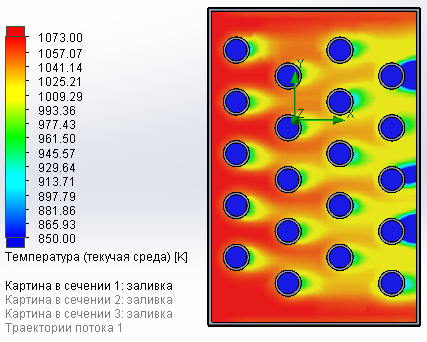 1073.00
1057.07
1041.14
1025.21
1009.29
993.36
977.43
961.50
945.57
929.64
913.71
897.79
881.86
865.93
850.00
Температура (текучая среда) [K]
Картина в сечении 1: заливка
Картина в сечении 2: заливка
Картина в сечении 3: заливка
Траектории потока 1
Y
Z
X